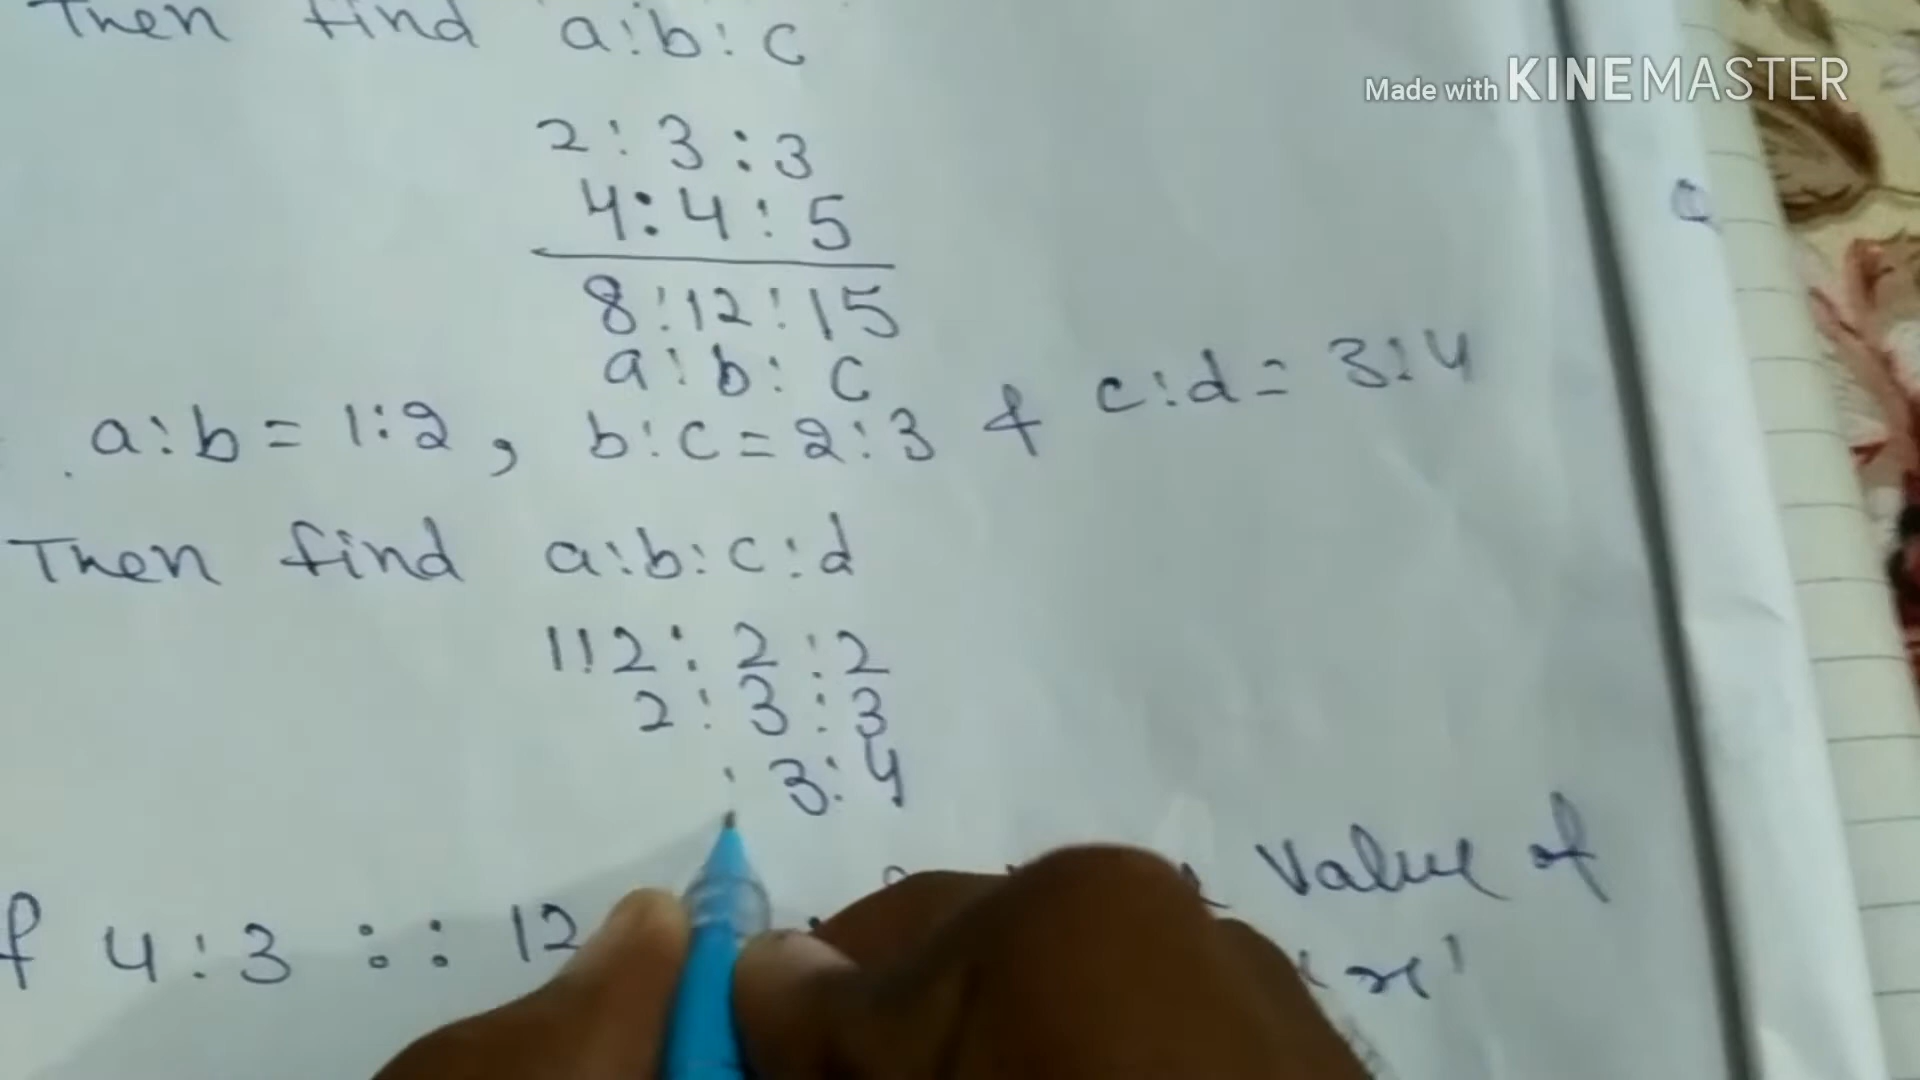 Then find a:b:c
Made with KINEMASTER
2:3:3
4:4:5
8:12:15
a:b:c
a:b=1:2, b:c=2:3 & c:d=3:4
Then find a:b:c:d
1:2:2:2
2:3:3
:3:4
f 4:3::12
Value of
x'